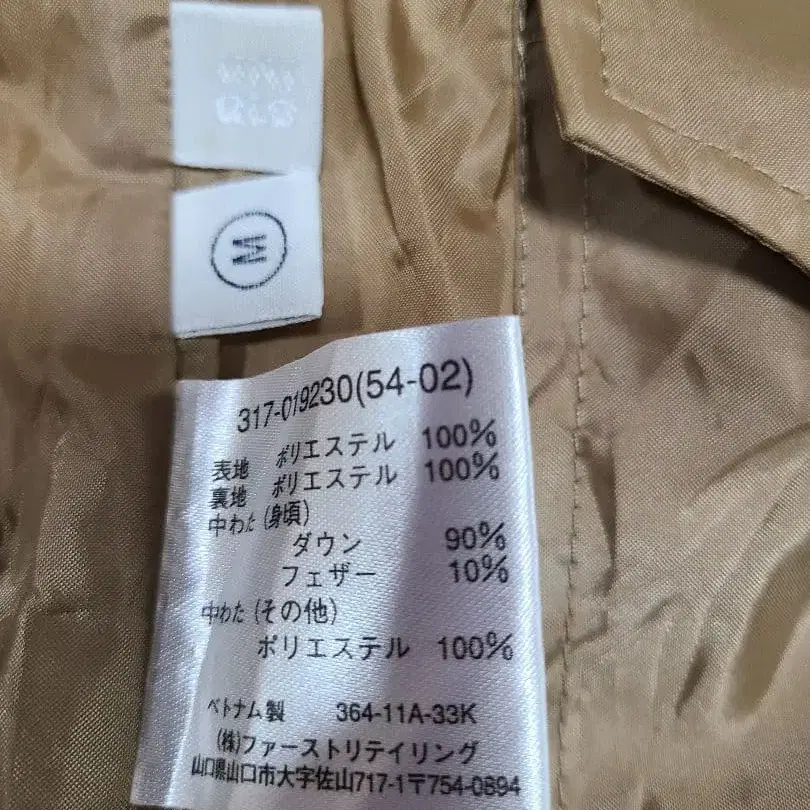 M
317-019230(54-02)
表地 ポリエステル 100%
裏地 ポリエステル 100%
中わた (身頃)
ダウン 90%
フェザー 10%
中わた (その他)
ポリエステル 100%
ベトナム製 364-11A-33K
(株)ファーストリテイリング
山口県山口市大字佐山717-1〒754-0894